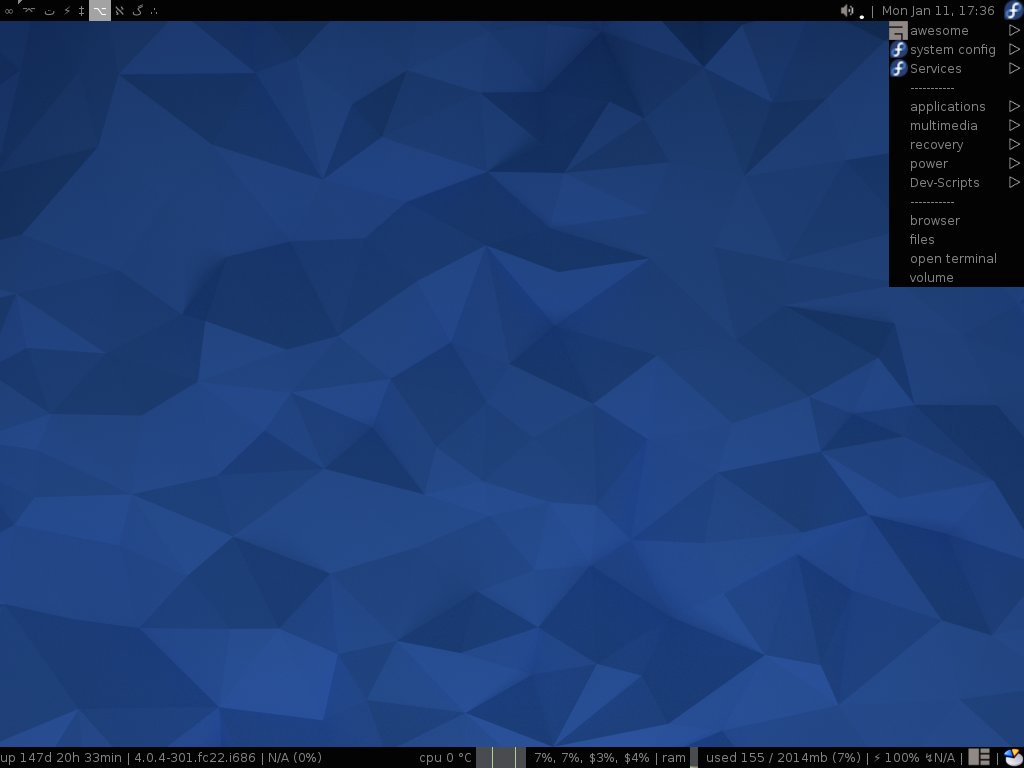 ∞ ⌤ ت ⚡ ‡ ⌥ ℵ گ ∴
| Mon Jan 11, 17:36
awesome
system config
Services
-----------
applications
multimedia
recovery
power
Dev-Scripts
-----------
browser
files
open terminal
volume
up 147d 20h 33min | 4.0.4-301.fc22.i686 | N/A (0%)
cpu 0 °C
7%, 7%, $3%, $4% | ram
used 155 / 2014mb (7%) | ⚡ 100% ↯N/A |